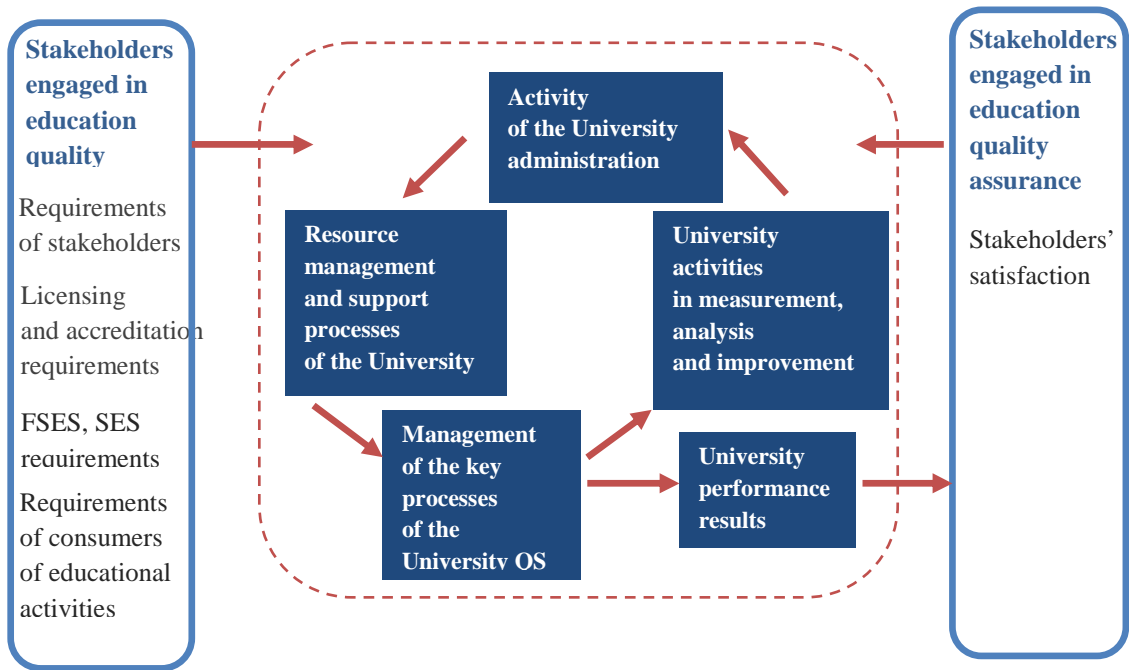 Stakeholders
engaged in
education
quality
Requirements
of stakeholders
Licensing
and accreditation
requirements
FSES, SES
requirements
Requirements
of consumers
of educational
activities
Activity
of the University
administration
Resource
management
and support
processes
of the University
University
activities
in measurement,
analysis
and improvement
Management
of the key
processes
of the
University OS
University
performance
results
Stakeholders
engaged in
education
quality
assurance
Stakeholders’
satisfaction